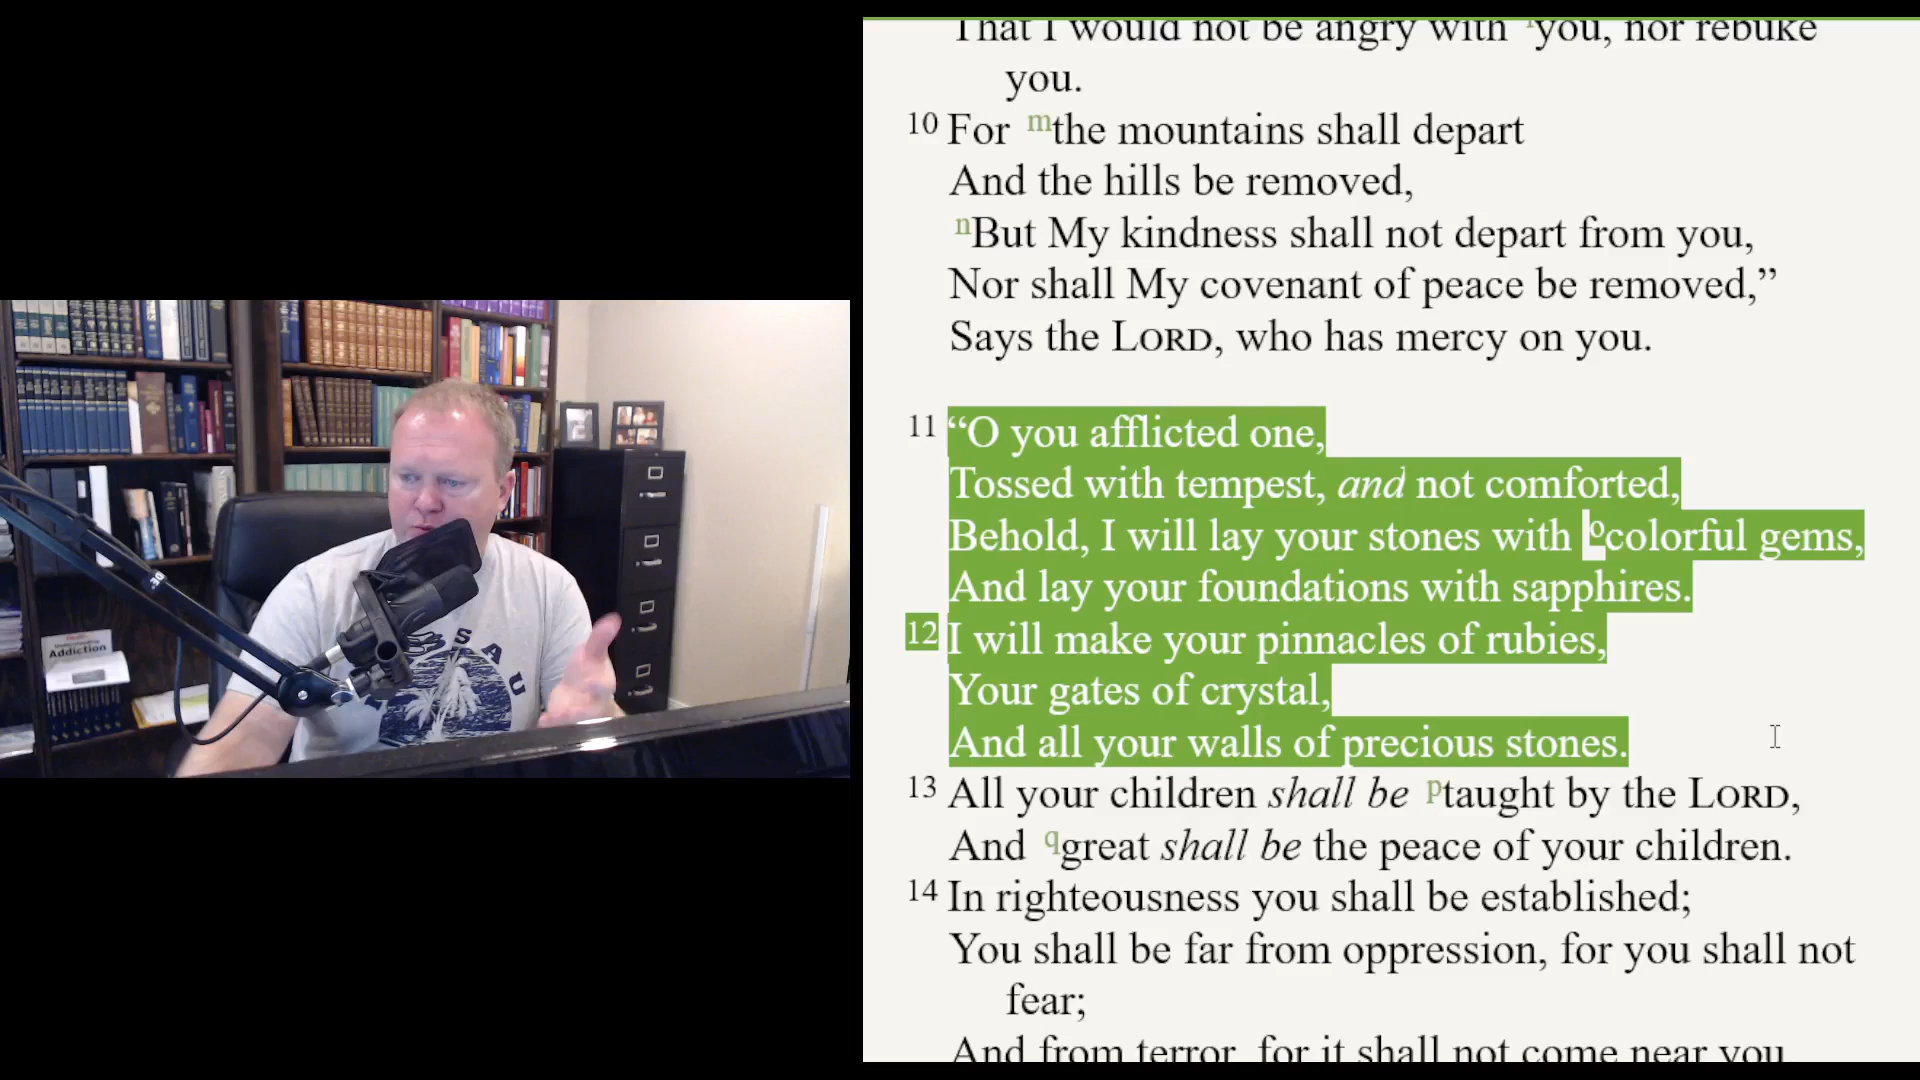 That I would not be angry with you, nor rebuke
you.
10 For mthe mountains shall depart
And the hills be removed,
nBut My kindness shall not depart from you,
Nor shall My covenant of peace be removed,”
Says the LORD, who has mercy on you.
11 “O you afflicted one,
Tossed with tempest, and not comforted,
Behold, I will lay your stones with ocolorful gems,
And lay your foundations with sapphires.
12 I will make your pinnacles of rubies,
Your gates of crystal,
And all your walls of precious stones.
13 All your children shall be ptaught by the LORD,
And qgreat shall be the peace of your children.
14 In righteousness you shall be established;
You shall be far from oppression, for you shall not
fear;
And from terror, for it shall not come near you
Addiction
SAU